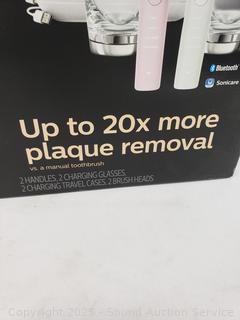 Bluetooth
Sonicare
Up to 20x more
plaque removal
vs. a manual toothbrush
2 HANDLES, 2 CHARGING GLASSES,
2 CHARGING TRAVEL CASES, 2 BRUSH HEADS
Copyright 2025 - Sound Auction Service